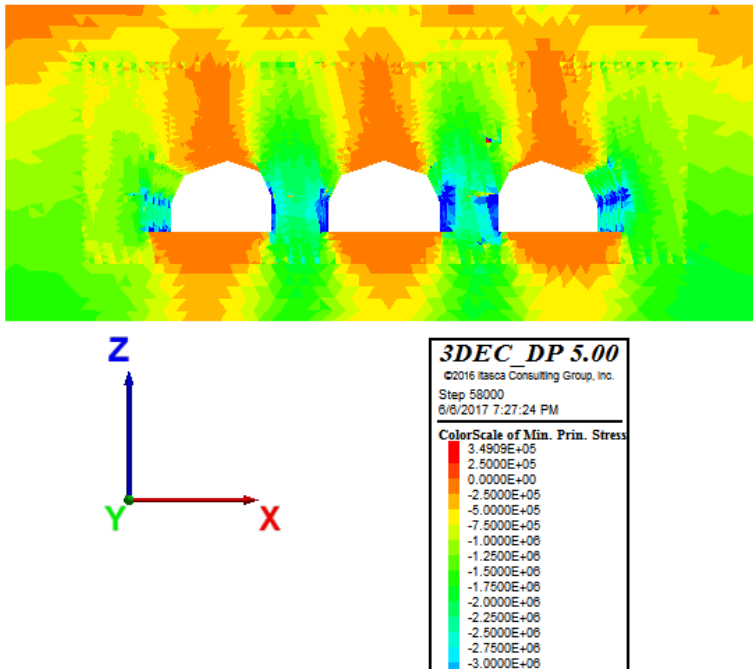 Z
Y
X
3DEC_DP 5.00
©2016 Itasca Consulting Group, Inc.
Step 58000
6/6/2017 7:27:24 PM
ColorScale of Min. Prin. Stress
3.4909E+05
2.5000E+05
0.0000E+00
-2.5000E+05
-5.0000E+05
-7.5000E+05
-1.0000E+06
-1.2500E+06
-1.5000E+06
-1.7500E+06
-2.0000E+06
-2.2500E+06
-2.5000E+06
-2.7500E+06
-3.0000E+06